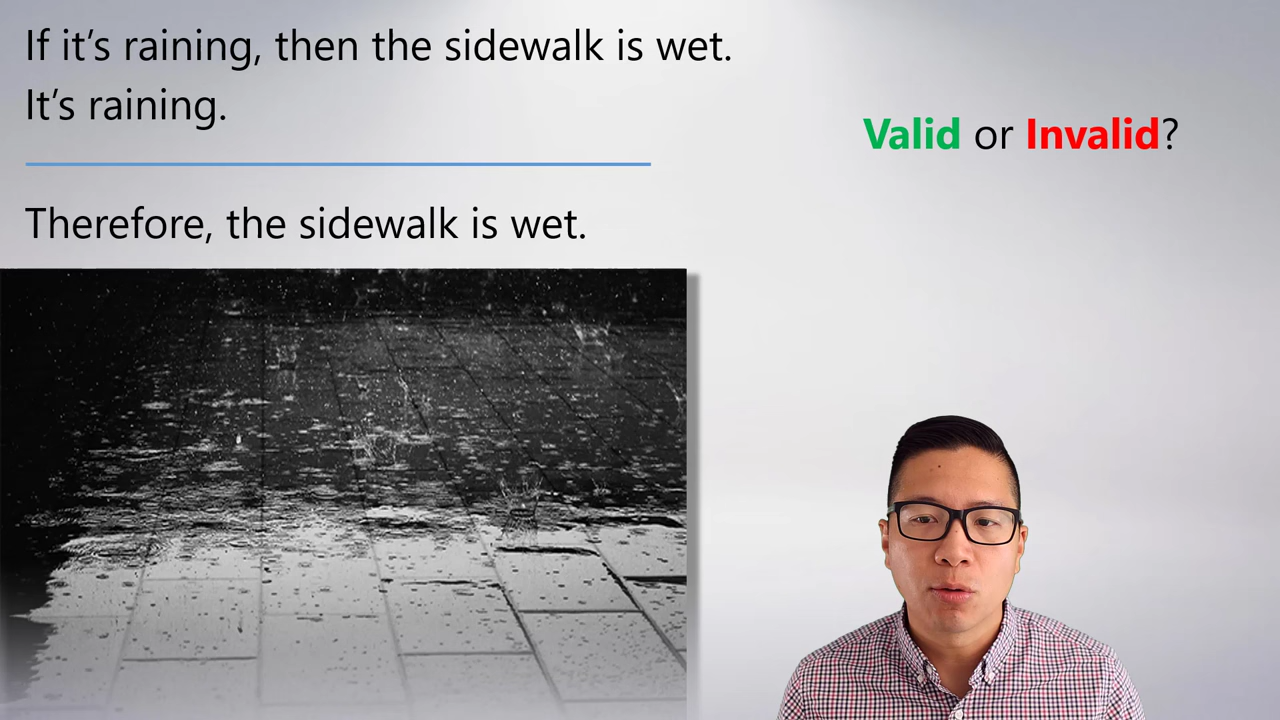 If it’s raining, then the sidewalk is wet.
It’s raining.
Valid or Invalid?
Therefore, the sidewalk is wet.